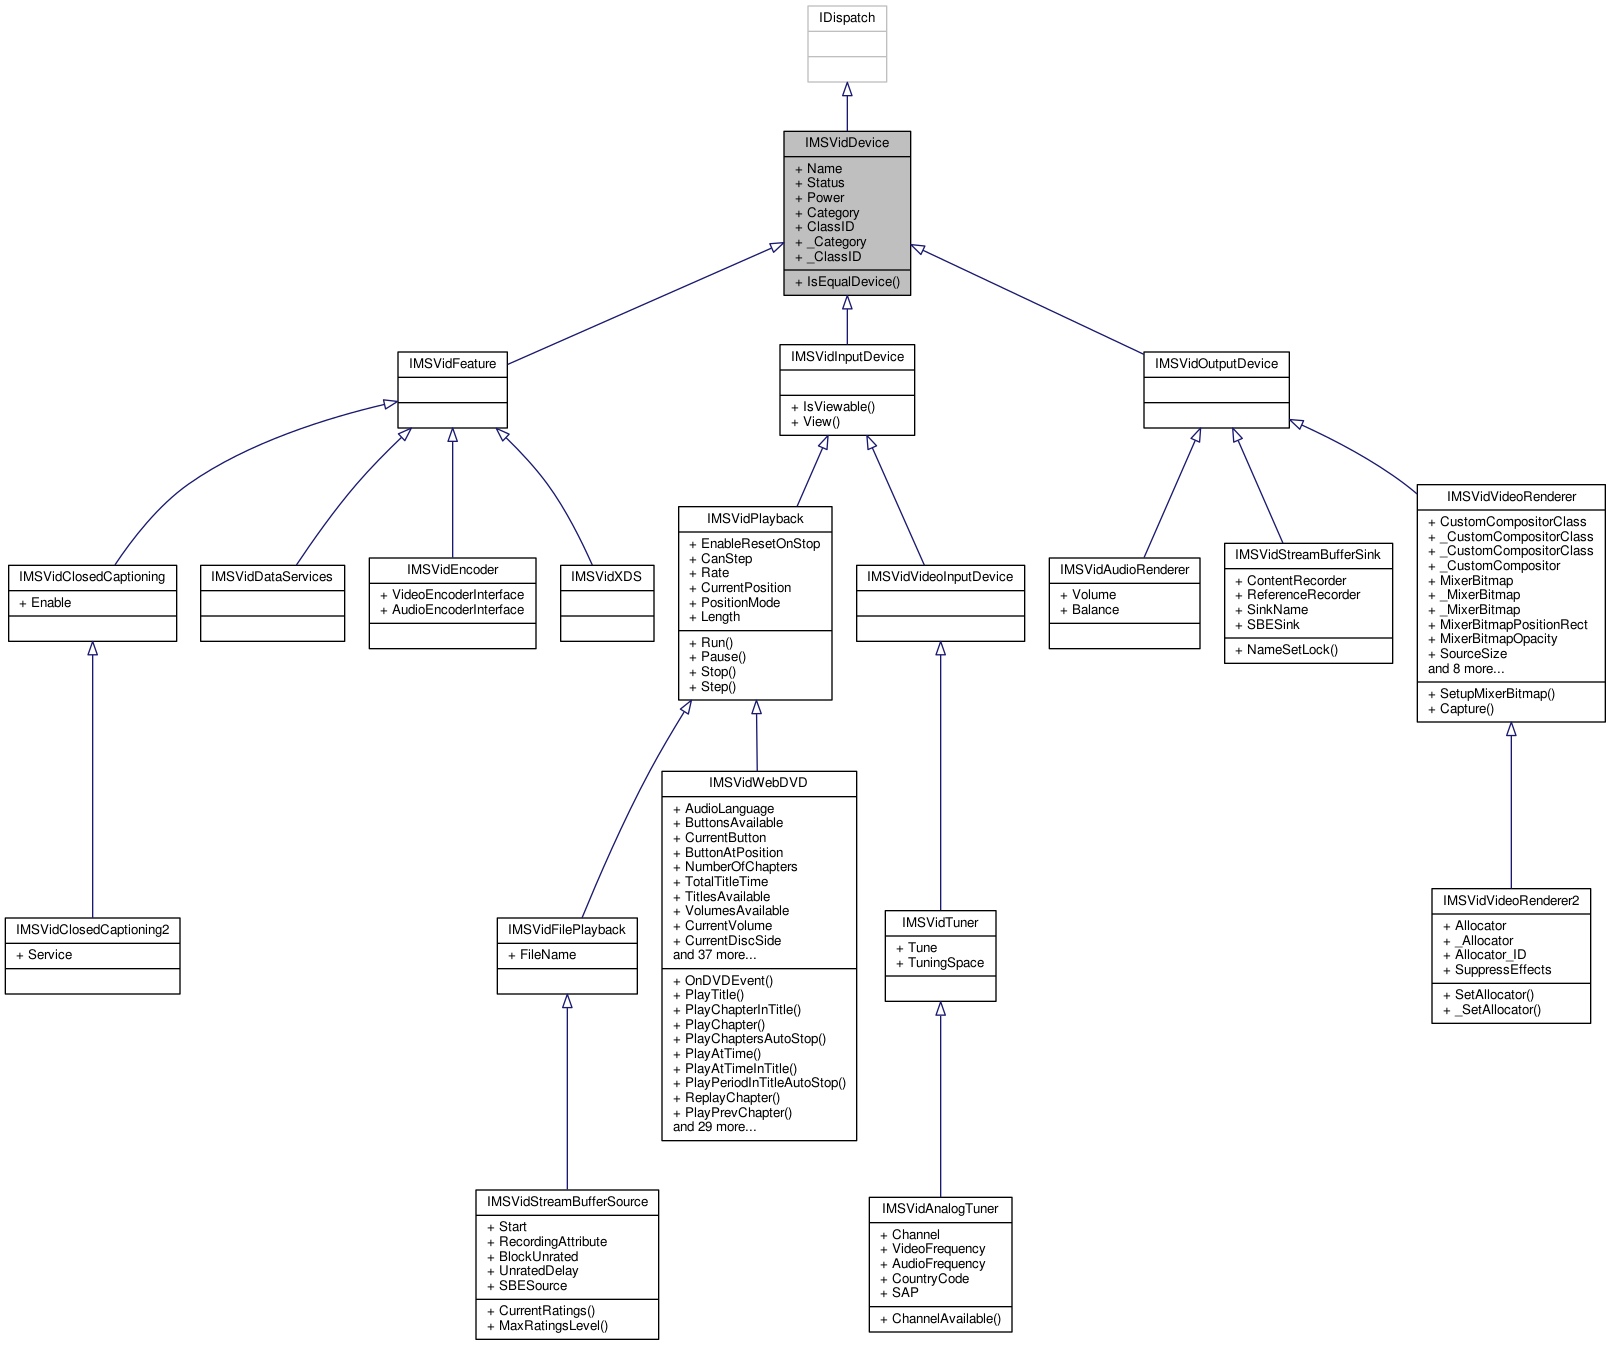 IDispatch
IMSVidDevice
+ Name
+ Status
+ Power
+ Category
+ ClassID
+ _Category
+ _ClassID
+ IsEqualDevice()
IMSVidFeature
IMSVidInputDevice
+ IsViewable()
+ View()
IMSVidOutputDevice
IMSVidClosedCaptioning
+ Enable
IMSVidDataServices
IMSVidEncoder
+ VideoEncoderInterface
+ AudioEncoderInterface
IMSVidXDS
IMSVidPlayback
+ EnableResetOnStop
+ CanStep
+ Rate
+ CurrentPosition
+ PositionMode
+ Length
+ Run()
+ Pause()
+ Stop()
+ Step()
IMSVidVideoInputDevice
IMSVidAudioRenderer
+ Volume
+ Balance
IMSVidStreamBufferSink
+ ContentRecorder
+ ReferenceRecorder
+ SinkName
+ SBESink
+ NameSetLock()
IMSVidVideoRenderer
+ CustomCompositorClass
+ _CustomCompositorClass
+ _CustomCompositorClass
+ _CustomCompositor
+ MixerBitmap
+ _MixerBitmap
+ _MixerBitmap
+ MixerBitmapPositionRect
+ MixerBitmapOpacity
+ SourceSize
and 8 more...
+ SetupMixerBitmap()
+ Capture()
IMSVidClosedCaptioning2
+ Service
IMSVidFilePlayback
+ FileName
IMSVidWebDVD
+ AudioLanguage
+ ButtonsAvailable
+ CurrentButton
+ ButtonAtPosition
+ NumberOfChapters
+ TotalTitleTime
+ TitlesAvailable
+ VolumesAvailable
+ CurrentVolume
+ CurrentDiscSide
and 37 more...
+ OnDVDEvent()
+ PlayTitle()
+ PlayChapterInTitle()
+ PlayChapter()
+ PlayChaptersAutoStop()
+ PlayAtTime()
+ PlayAtTimeInTitle()
+ PlayPeriodInTitleAutoStop()
+ ReplayChapter()
+ PlayPrevChapter()
and 29 more...
IMSVidTuner
+ Tune
+ TuningSpace
IMSVidVideoRenderer2
+ Allocator
+ _Allocator
+ Allocator_ID
+ SuppressEffects
+ SetAllocator()
+ _SetAllocator()
IMSVidStreamBufferSource
+ Start
+ RecordingAttribute
+ BlockUnrated
+ UnratedDelay
+ SBESource
+ CurrentRatings()
+ MaxRatingsLevel()
IMSVidAnalogTuner
+ Channel
+ VideoFrequency
+ AudioFrequency
+ CountryCode
+ SAP
+ ChannelAvailable()